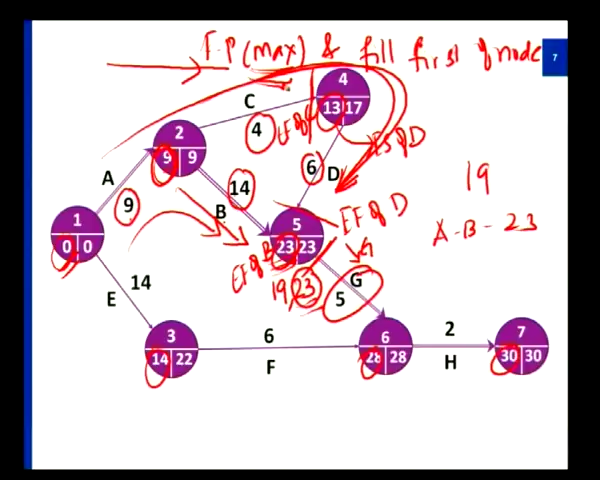 F.P (max) & fill first of node
7
4
13 17
C
4
EF of C
ES of D
2
9 9
6
D
19
A
9
14
B
EF of D
A-B-23
1
0 0
5
23 23
EF of B
19 23
G
5
14
E
3
14 22
6
F
6
28 28
2
H
7
30 30